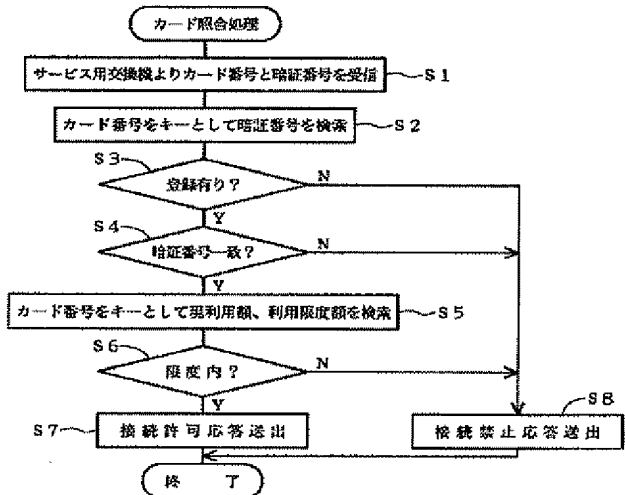 カード照合処理
サービス用交換機よりカード番号と暗証番号を受信
S1
カード番号をキーとして暗証番号を検索
S2
S3
登録有り?
N
Y
S4
暗証番号一致?
N
Y
カード番号をキーとして現利用額、利用限度額を検索
S5
S6
限度内?
N
Y
S7
接続許可応答送出
S8
接続禁止応答送出
終 了